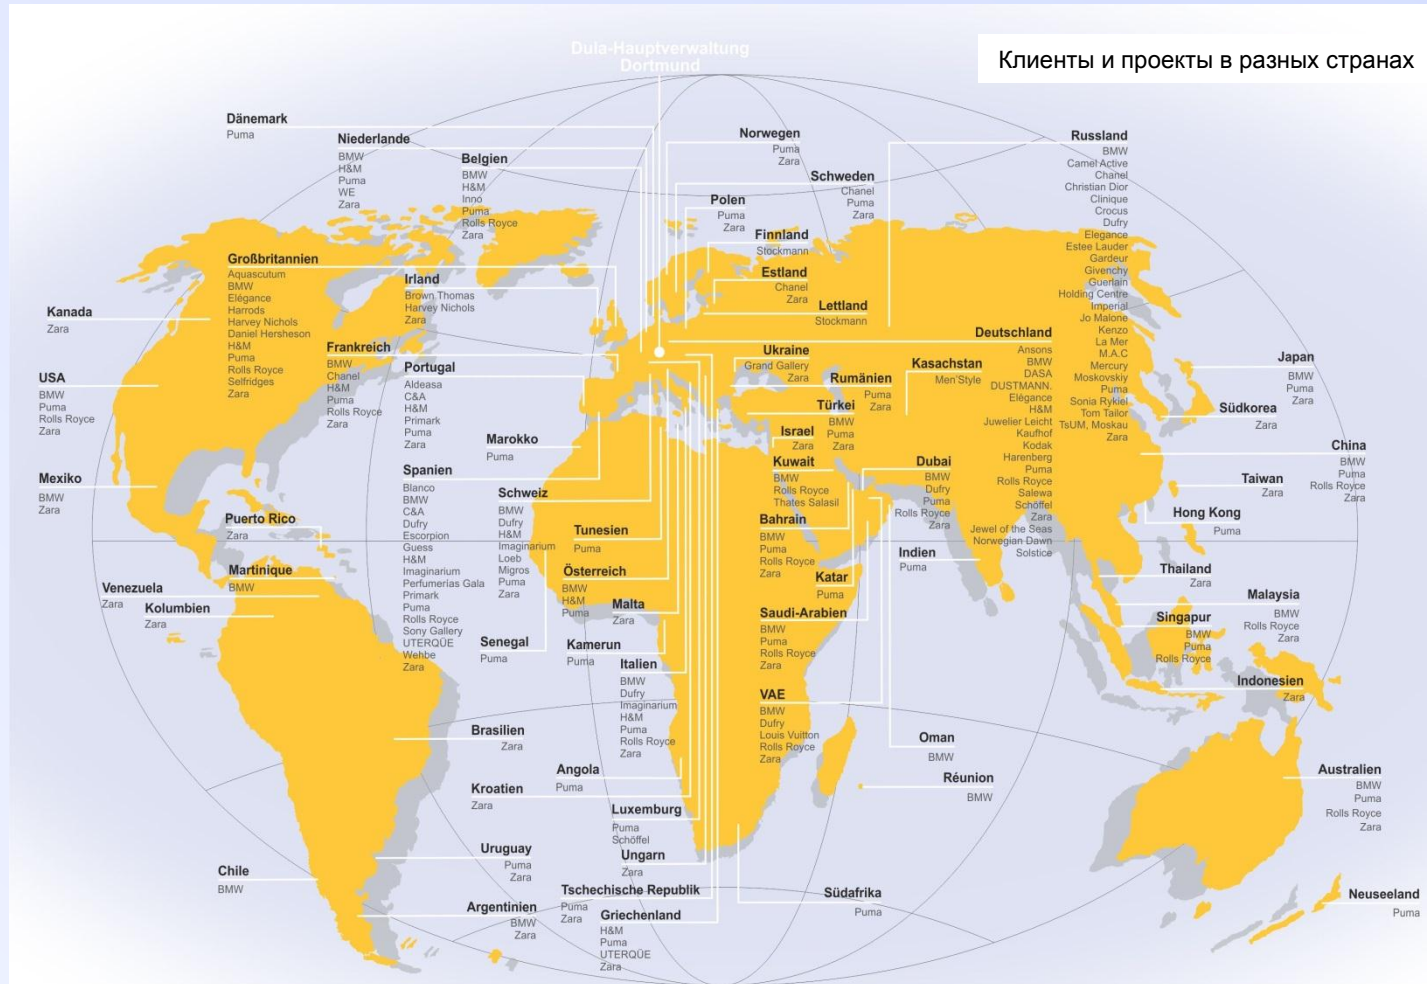 Dula-Hauptverwaltung
Dortmund
Клиенты и проекты в разных странах
Dänemark
Puma
Niederlande
BMW
H&M
Puma
WE
Zara
Belgien
BMW
H&M
Inno
Puma
Rolls Royce
Zara
Norwegen
Puma
Zara
Schweden
Chanel
Puma
Zara
Polen
Puma
Zara
Finnland
Stockmann
Estland
Chanel
Zara
Lettland
Stockmann
Russland
BMW
Camel Active
Chanel
Christian Dior
Clinique
Crocus
Dufry
Elegance
Estee Lauder
Gardeur
Givenchy
Guerlain
Holding Centre
Imperial
Jo Malone
Kenzo
La Mer
M.A.C
Mercury
Moskovskiy
Puma
Sonia Rykiel
Tom Tailor
TsUM, Moskau
Zara
Großbritannien
Aquascutum
BMW
Elégance
Harrods
Harvey Nichols
Daniel Hersheson
H&M
Puma
Rolls Royce
Selfridges
Zara
Irland
Brown Thomas
Harvey Nichols
Zara
Kanada
Zara
Frankreich
BMW
Chanel
H&M
Puma
Rolls Royce
Zara
Portugal
Aldeasa
C&A
H&M
Primark
Puma
Zara
USA
BMW
Puma
Rolls Royce
Zara
Deutschland
Ansons
BMW
DASA
DUSTMANN.
Elégance
H&M
Juwelier Leicht
Kaufhof
Kodak
Harenberg
Puma
Rolls Royce
Salewa
Schöffel
Zara
Jewel of the Seas
Norwegian Dawn
Solstice
Ukraine
Grand Gallery
Zara
Rumänien
Puma
Zara
Kasachstan
Men'Style
Türkei
BMW
Puma
Zara
Japan
BMW
Puma
Zara
Südkorea
Zara
Israel
Zara
Marokko
Puma
China
BMW
Puma
Rolls Royce
Zara
Mexiko
BMW
Zara
Spanien
Blanco
BMW
C&A
Dufry
Escorpion
Guess
H&M
Imaginarium
Perfumerías Gala
Primark
Puma
Rolls Royce
Sony Gallery
UTERQÜE
Wehbe
Zara
Schweiz
BMW
Dufry
H&M
Imaginarium
Loeb
Migros
Puma
Zara
Kuwait
BMW
Rolls Royce
Thates Salasil
Dubai
BMW
Dufry
Puma
Rolls Royce
Zara
Taiwan
Zara
Hong Kong
Puma
Puerto Rico
Zara
Tunesien
Puma
Bahrain
BMW
Puma
Rolls Royce
Zara
Indien
Puma
Martinique
BMW
Österreich
BMW
H&M
Puma
Katar
Puma
Thailand
Zara
Venezuela
Zara
Kolumbien
Zara
Malta
Zara
Saudi-Arabien
BMW
Puma
Rolls Royce
Zara
Malaysia
BMW
Rolls Royce
Zara
Singapur
BMW
Puma
Rolls Royce
Senegal
Puma
Kamerun
Puma
Italien
BMW
Dufry
Imaginarium
H&M
Puma
Rolls Royce
Zara
Indonesien
Zara
VAE
BMW
Dufry
Louis Vuitton
Rolls Royce
Zara
Brasilien
Zara
Oman
BMW
Angola
Puma
Réunion
BMW
Australien
BMW
Puma
Rolls Royce
Zara
Kroatien
Zara
Luxemburg
Puma
Schöffel
Uruguay
Puma
Zara
Ungarn
Zara
Chile
BMW
Tschechische Republik
Puma
Zara
Südafrika
Puma
Neuseeland
Puma
Argentinien
BMW
Zara
Griechenland
H&M
Puma
UTERQÜE
Zara